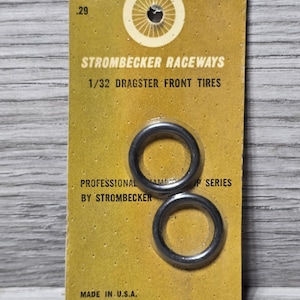 .29
STROMBECKER RACEWAYS
1/32 DRAGSTER FRONT TIRES
PROFESSIONAL SERIES
BY STROMBECKER
MADE IN U.S.A.